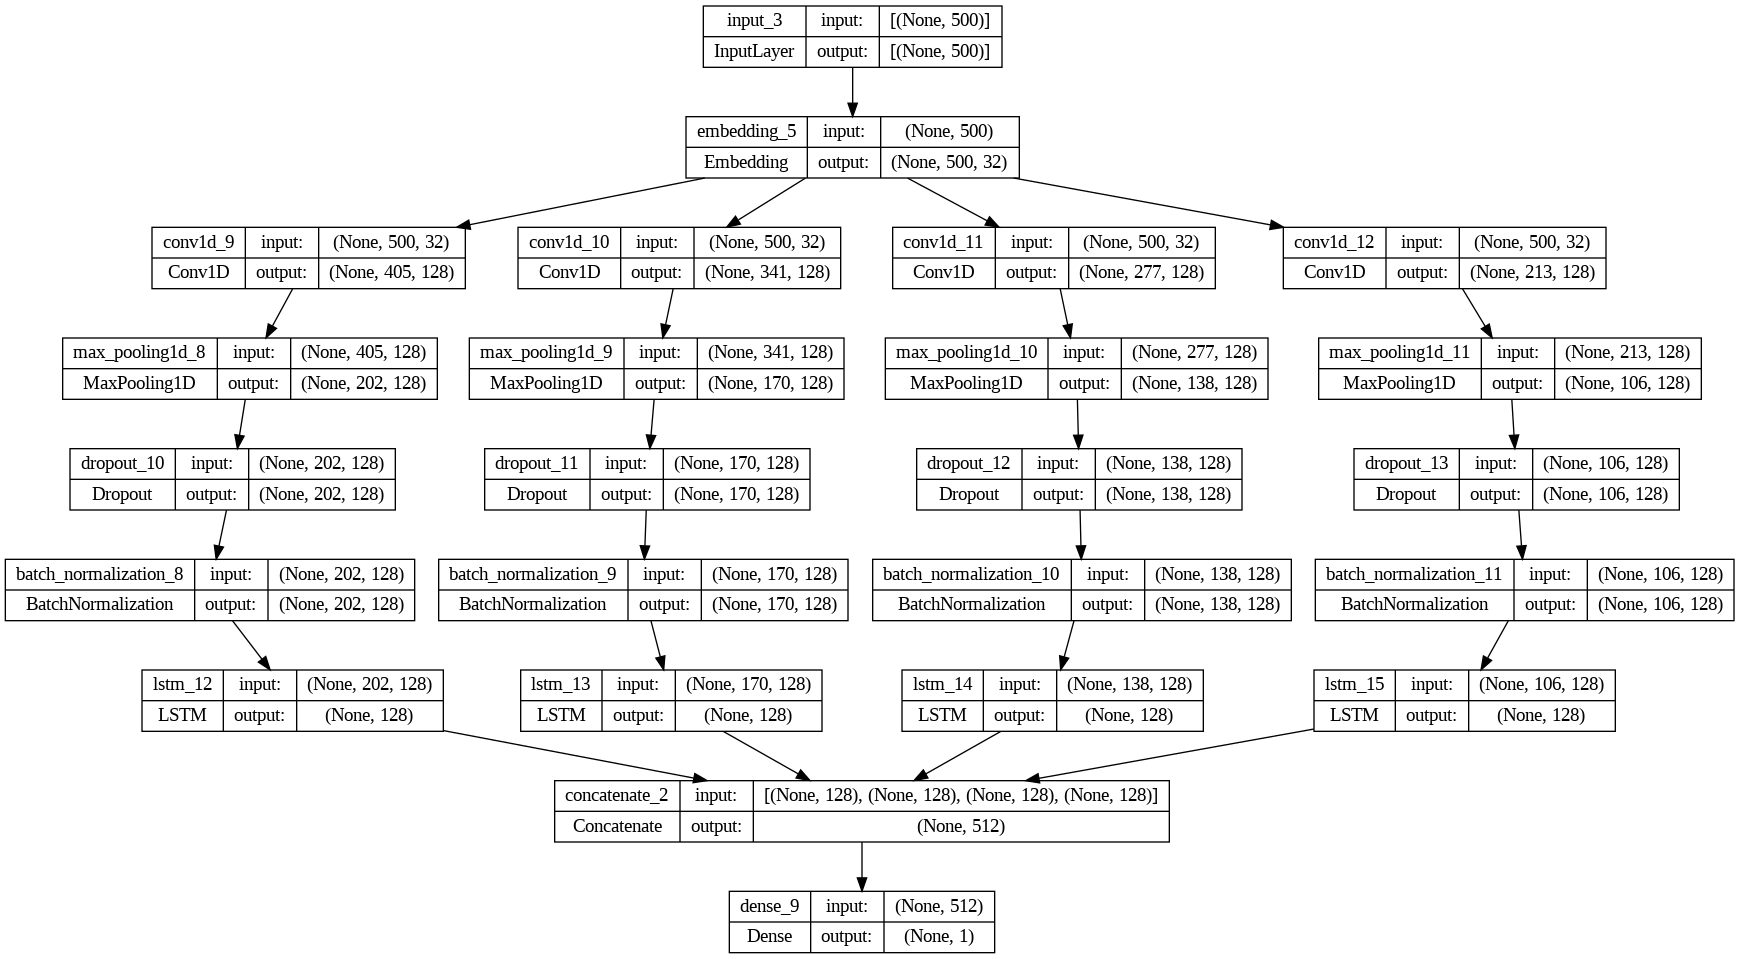 input_3 input: [(None, 500)]
InputLayer output: [(None, 500)]
embedding_5 input: (None, 500)
Embedding output: (None, 500, 32)
conv1d_9 input: (None, 500, 32)
Conv1D output: (None, 405, 128)
conv1d_10 input: (None, 500, 32)
Conv1D output: (None, 341, 128)
conv1d_11 input: (None, 500, 32)
Conv1D output: (None, 277, 128)
conv1d_12 input: (None, 500, 32)
Conv1D output: (None, 213, 128)
max_pooling1d_8 input: (None, 405, 128)
MaxPooling1D output: (None, 202, 128)
max_pooling1d_9 input: (None, 341, 128)
MaxPooling1D output: (None, 170, 128)
max_pooling1d_10 input: (None, 277, 128)
MaxPooling1D output: (None, 138, 128)
max_pooling1d_11 input: (None, 213, 128)
MaxPooling1D output: (None, 106, 128)
dropout_10 input: (None, 202, 128)
Dropout output: (None, 202, 128)
dropout_11 input: (None, 170, 128)
Dropout output: (None, 170, 128)
dropout_12 input: (None, 138, 128)
Dropout output: (None, 138, 128)
dropout_13 input: (None, 106, 128)
Dropout output: (None, 106, 128)
batch_normalization_8 input: (None, 202, 128)
BatchNormalization output: (None, 202, 128)
batch_normalization_9 input: (None, 170, 128)
BatchNormalization output: (None, 170, 128)
batch_normalization_10 input: (None, 138, 128)
BatchNormalization output: (None, 138, 128)
batch_normalization_11 input: (None, 106, 128)
BatchNormalization output: (None, 106, 128)
lstm_12 input: (None, 202, 128)
LSTM output: (None, 128)
lstm_13 input: (None, 170, 128)
LSTM output: (None, 128)
lstm_14 input: (None, 138, 128)
LSTM output: (None, 128)
lstm_15 input: (None, 106, 128)
LSTM output: (None, 128)
concatenate_2 input: [(None, 128), (None, 128), (None, 128), (None, 128)]
Concatenate output: (None, 512)
dense_9 input: (None, 512)
Dense output: (None, 1)